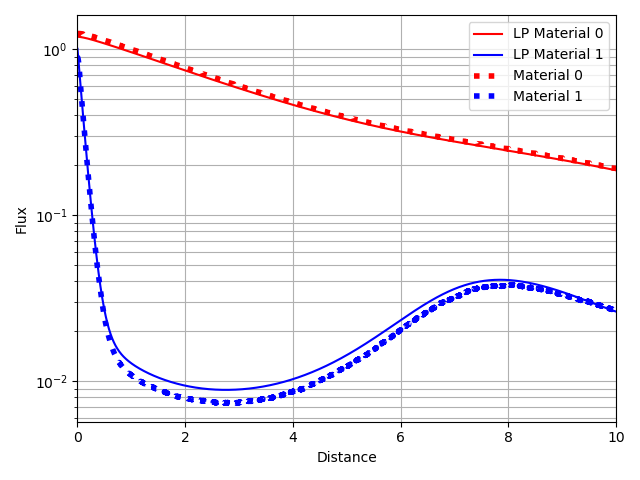 LP Material 0
LP Material 1
Material 0
Material 1
10⁰
10⁻¹
10⁻²
Flux
0 2 4 6 8 10
Distance